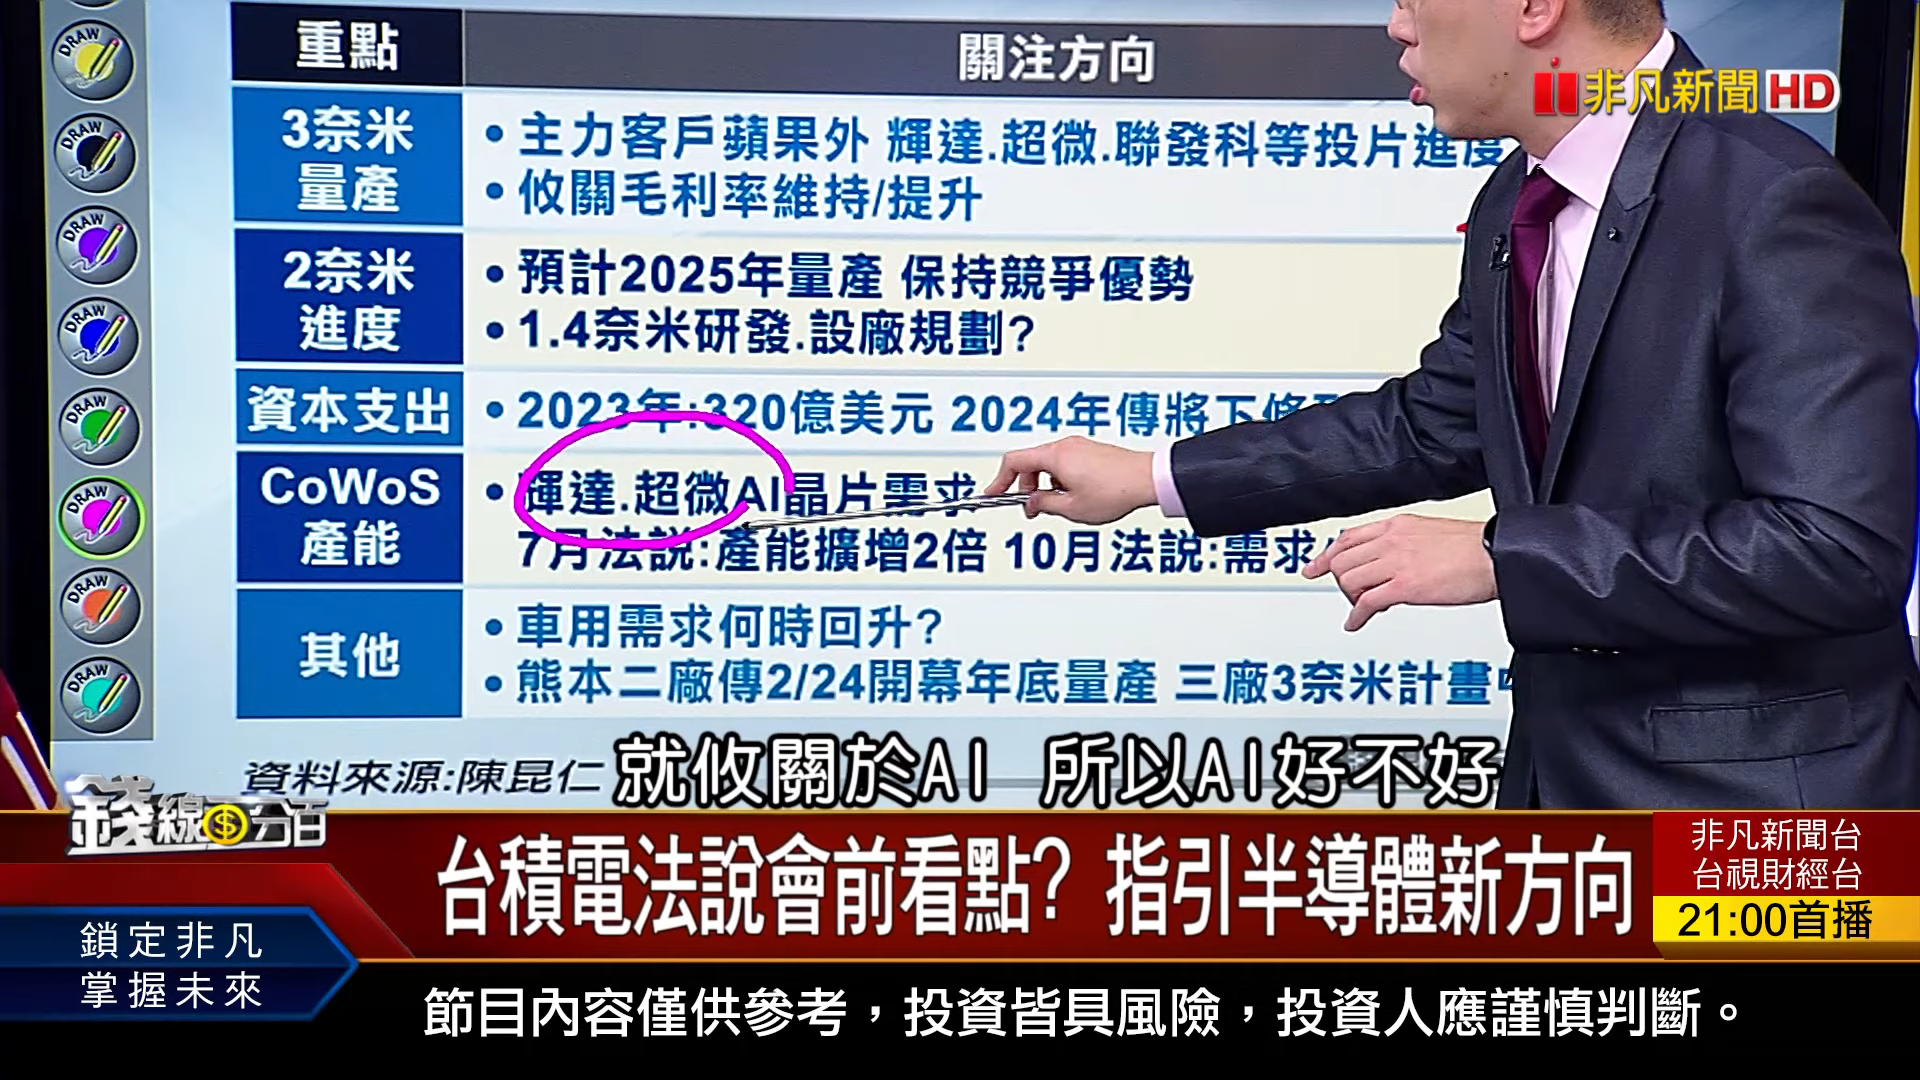 DRAW
DRAW
DRAW
DRAW
DRAW
DRAW
DRAW
DRAW
重點
關注方向
非凡新聞HD
3奈米
量產
•主力客戶蘋果外 輝達.超微.聯發科等投片進度
•攸關毛利率維持/提升
2奈米
進度
•預計2025年量產 保持競爭優勢
•1.4奈米研發.設廠規劃?
資本支出
•2023年:320億美元 2024年傳將下修
CoWoS
產能
•輝達.超微AI晶片需求
7月法說:產能擴增2倍 10月法說:需求
其他
•車用需求何時回升?
•熊本二廠傳2/24開幕年底量產 三廠3奈米計畫
資料來源:陳昆仁
就攸關於AI 所以AI好不好
錢線百分百
台積電法說會前看點? 指引半導體新方向
非凡新聞台
台視財經台
21:00首播
鎖定非凡
掌握未來
節目內容僅供參考，投資皆具風險，投資人應謹慎判斷。